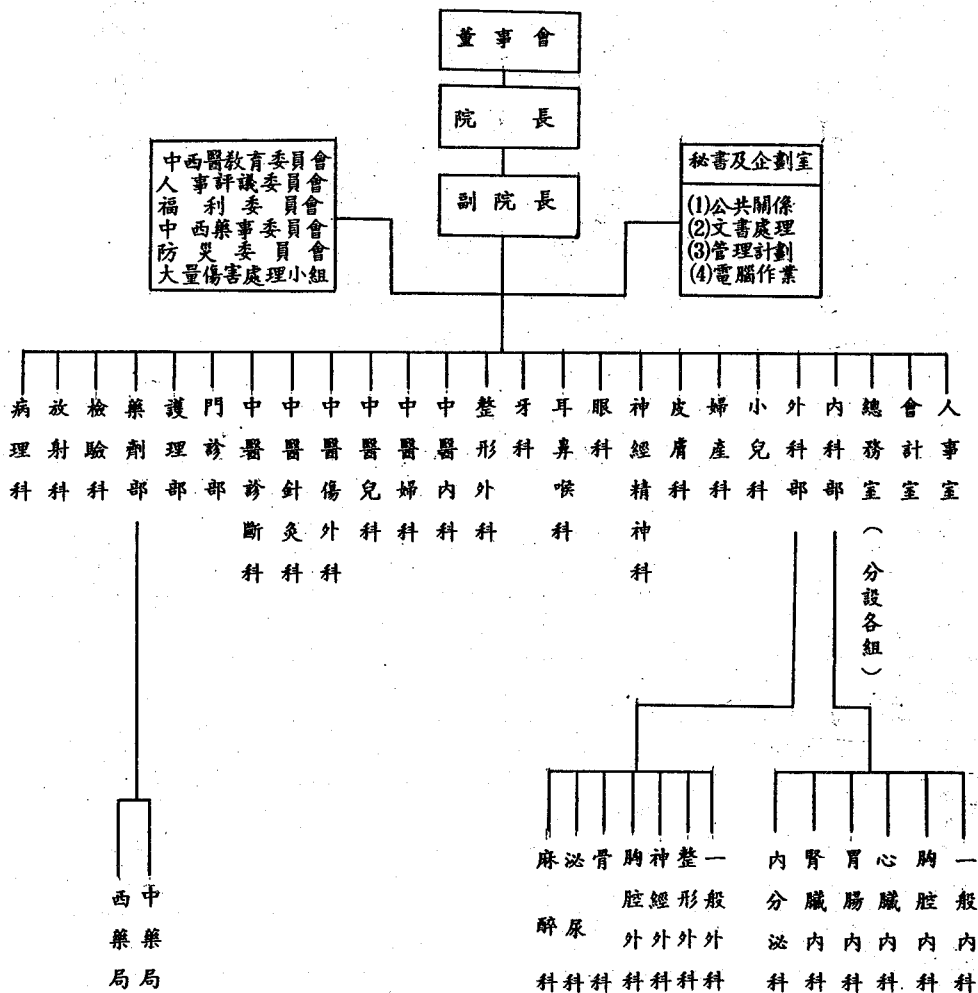 董事會
院長
副院長
中西醫教育委員會
人事評議委員會
福利委員會
中西藥事委員會
防災委員會
大量傷害處理小組
秘書及企劃室
(1)公共關係
(2)文書處理
(3)管理計劃
(4)電腦作業
人事室
會計室
總務室（分設各組）
內科部
外科部
小兒科
婦產科
皮膚科
神經精神科
眼科
耳鼻喉科
牙科
整形外科
中醫內科
中醫婦科
中醫兒科
中醫傷外科
中醫針灸科
中醫診斷科
門診部
護理部
藥劑部
檢驗科
放射科
病理科
一般內科
胸腔內科
心臟內科
胃腸內科
腎臟內科
內分泌科
一般外科
整形外科
神經外科
胸腔外科
骨科
泌尿科
麻醉科
中藥局
西藥局